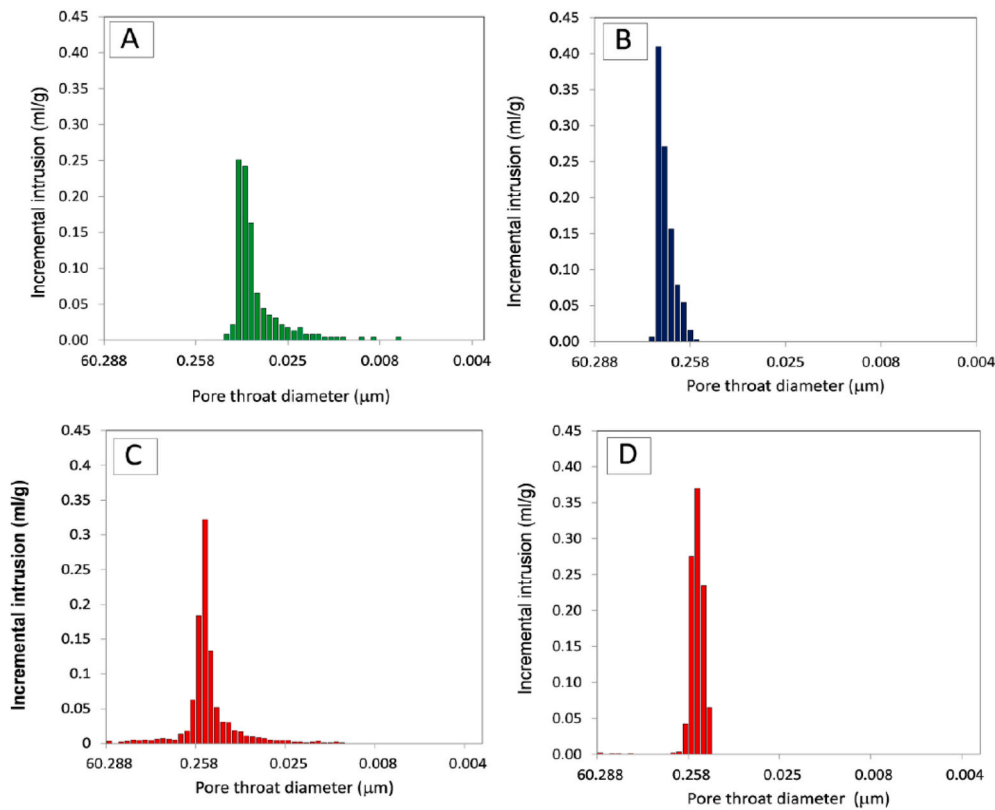 A
Incremental intrusion (ml/g)
0.45
0.40
0.35
0.30
0.25
0.20
0.15
0.10
0.05
0.00
60.288 0.258 0.025 0.008 0.004
Pore throat diameter (μm)
B
Incremental intrusion (ml/g)
0.45
0.40
0.35
0.30
0.25
0.20
0.15
0.10
0.05
0.00
60.288 0.258 0.025 0.008 0.004
Pore throat diameter (μm)
C
Incremental intrusion (ml/g)
0.45
0.4
0.35
0.3
0.25
0.2
0.15
0.1
0.05
0
60.288 0.258 0.025 0.008 0.004
Pore throat diameter (μm)
D
Incremental intrusion (ml/g)
0.45
0.40
0.35
0.30
0.25
0.20
0.15
0.10
0.05
0.00
60.288 0.258 0.025 0.008 0.004
Pore throat diameter (μm)